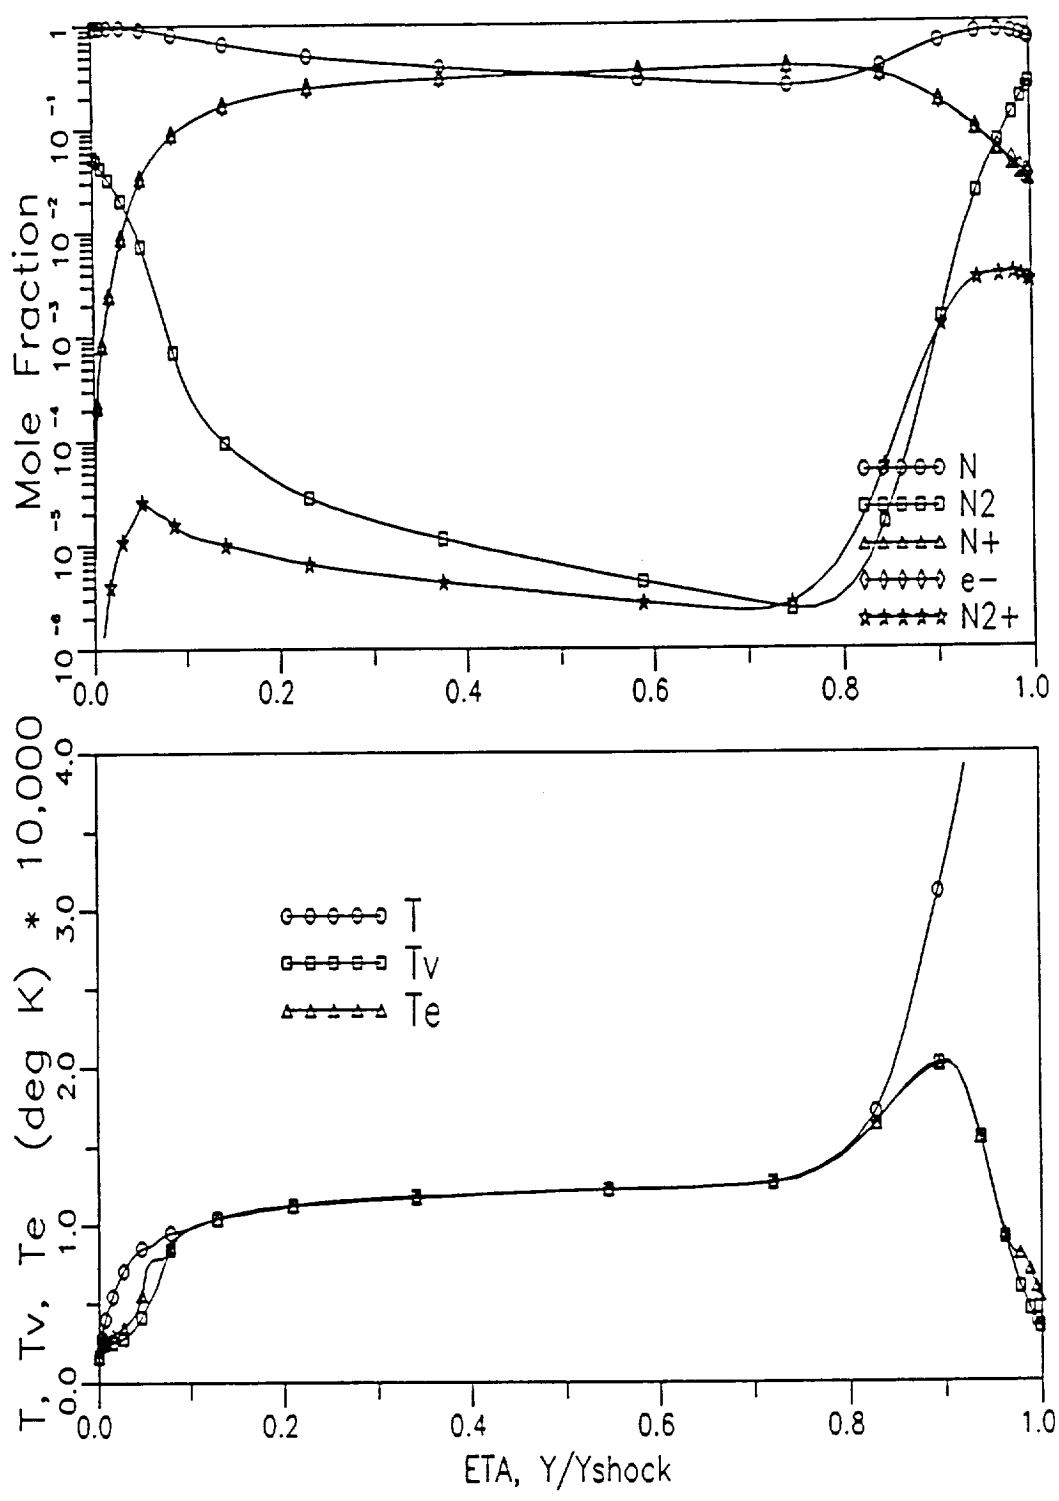 Mole Fraction
1
10 -1
10 -2
10 -3
10 -4
10 -5
10 -6
N
N2
N+
e-
N2+
0.0 0.2 0.4 0.6 0.8 1.0
T, Tv, Te (deg K) * 10,000
4.0
3.0
2.0
1.0
0.0
T
Tv
Te
0.0 0.2 0.4 0.6 0.8 1.0
ETA, Y/Yshock